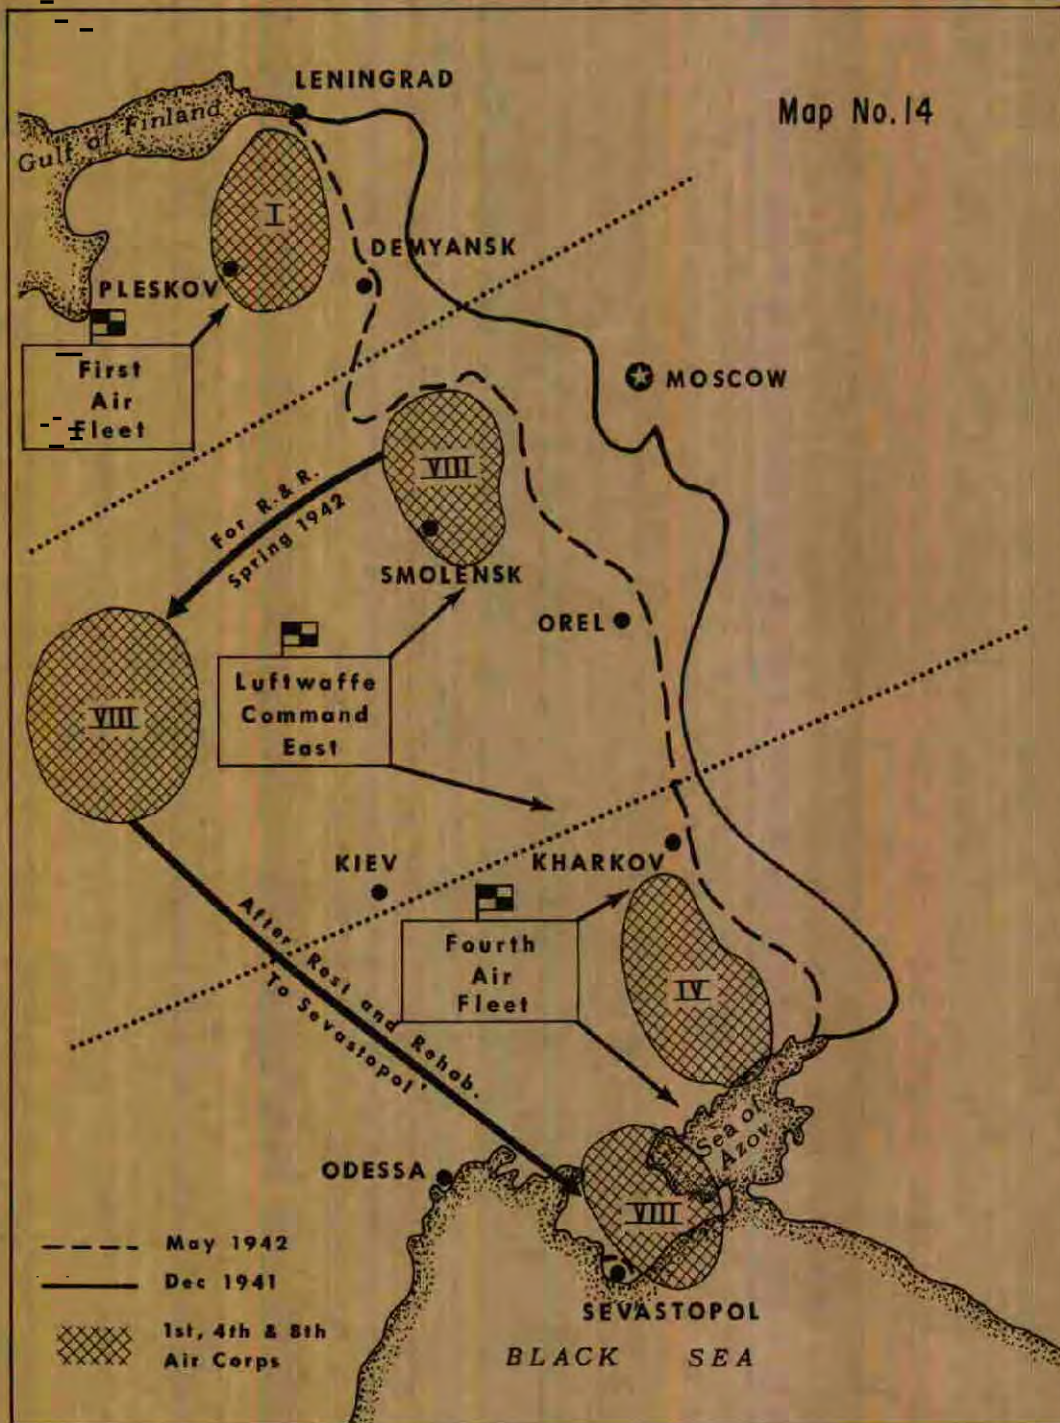 LENINGRAD
Map No.14
Gulf of Finland
I
DEMYANSK
PLESKOV
First
Air
Fleet
MOSCOW
VIII
For R.&R.
Spring 1942
SMOLENSK
OREL
Luftwaffe
Command
East
VIII
KIEV
KHARKOV
After Rest and Rehab.
To Sevastopol'
Fourth
Air
Fleet
IV
Sea of
Azov
ODESSA
VIII
SEVASTOPOL
BLACK SEA
May 1942
Dec 1941
1st, 4th & 8th
Air Corps